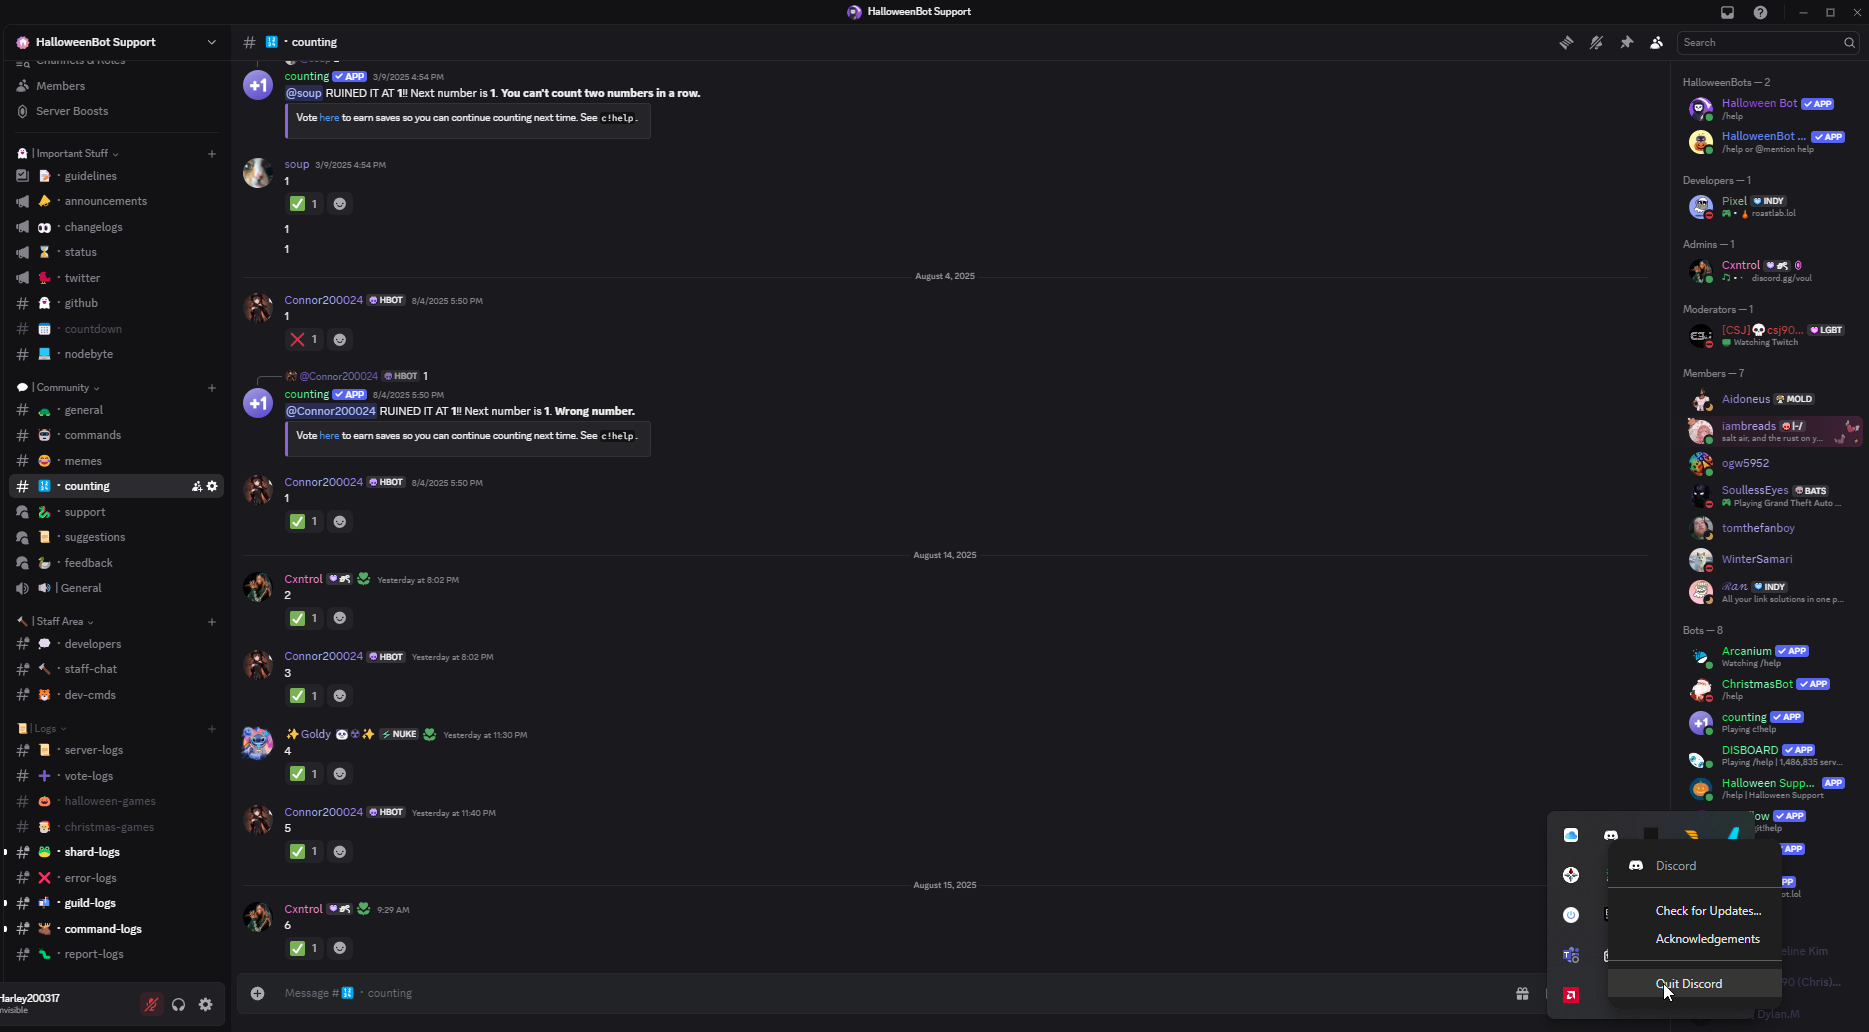 HalloweenBot Support
HalloweenBot Support
Channels & Roles
Members
Server Boosts
| Important Stuff
guidelines
announcements
changelogs
status
twitter
github
countdown
nodebyte
| Community
general
commands
memes
counting
support
suggestions
feedback
| General
| Staff Area
developers
staff-chat
dev-cmds
| Logs
server-logs
vote-logs
halloween-games
christmas-games
shard-logs
error-logs
guild-logs
command-logs
report-logs
Harley200317
Invisible
# · counting
Search
counting APP 3/9/2025 4:54 PM
@soup RUINED IT AT 1!! Next number is 1. You can't count two numbers in a row.
Vote here to earn saves so you can continue counting next time. See c!help.
soup 3/9/2025 4:54 PM
1
1
1
1
August 4, 2025
Connor200024 HBOT 8/4/2025 5:50 PM
1
1
@Connor200024 HBOT 1
counting APP 8/4/2025 5:50 PM
@Connor200024 RUINED IT AT 1!! Next number is 1. Wrong number.
Vote here to earn saves so you can continue counting next time. See c!help.
Connor200024 HBOT 8/4/2025 5:50 PM
1
1
August 14, 2025
Cxntrol Yesterday at 8:02 PM
2
1
Connor200024 HBOT Yesterday at 8:02 PM
3
1
Goldy NUKE Yesterday at 11:30 PM
4
1
Connor200024 HBOT Yesterday at 11:40 PM
5
1
August 15, 2025
Cxntrol 9:29 AM
6
1
Message # · counting
HalloweenBots — 2
Halloween Bot APP
/help
HalloweenBot ... APP
/help or @mention help
Developers — 1
Pixel INDY
roastlab.lol
Admins — 1
Cxntrol
discord.gg/voul
Moderators — 1
[CSJ] csj90... LGBT
Watching Twitch
Members — 7
Aidoneus MOLD
iambreads |-/
salt air, and the rust on y...
ogw5952
SoullessEyes BATS
Playing Grand Theft Auto ...
tomthefanboy
WinterSamari
Ran INDY
All your link solutions in one p...
Bots — 8
Arcanium APP
Watching /help
ChristmasBot APP
/help
counting APP
Playing c!help
DISBOARD APP
Playing /help | 1,486,835 serv...
Halloween Supp... APP
/help | Halloween Support
APP
APP
Discord
Check for Updates...
Acknowledgements
Quit Discord
eline Kim
90 (Chris)...
Dylan.M